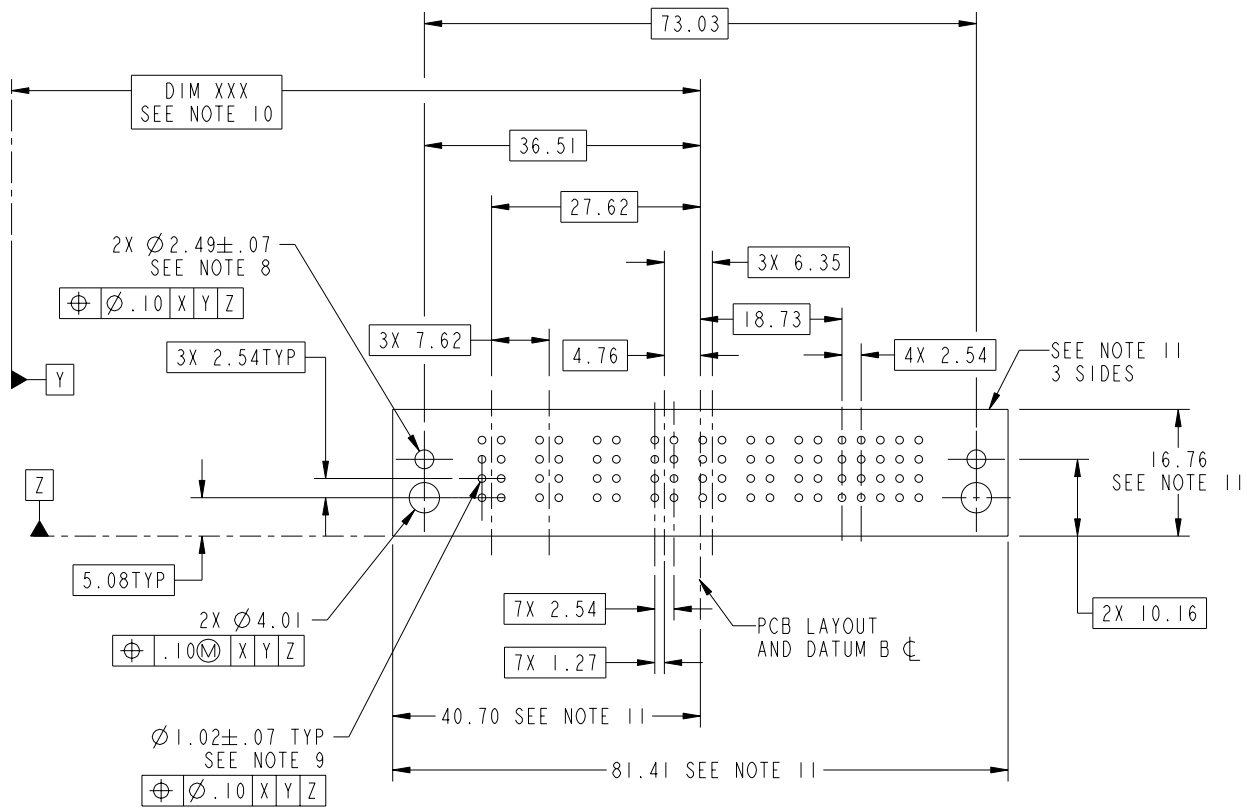 73.03
DIM XXX
SEE NOTE 10
36.51
27.62
2X Ø2.49±.07
SEE NOTE 8
⌖ Ø.10 X Y Z
3X 6.35
18.73
3X 7.62
4.76
4X 2.54
3X 2.54TYP
SEE NOTE 11
3 SIDES
Y
Z
16.76
SEE NOTE 11
5.08TYP
2X Ø4.01
⌖ .10Ⓜ X Y Z
7X 2.54
PCB LAYOUT
AND DATUM B ℄
2X 10.16
7X 1.27
40.70 SEE NOTE 11
Ø1.02±.07 TYP
SEE NOTE 9
⌖ Ø.10 X Y Z
81.41 SEE NOTE 11